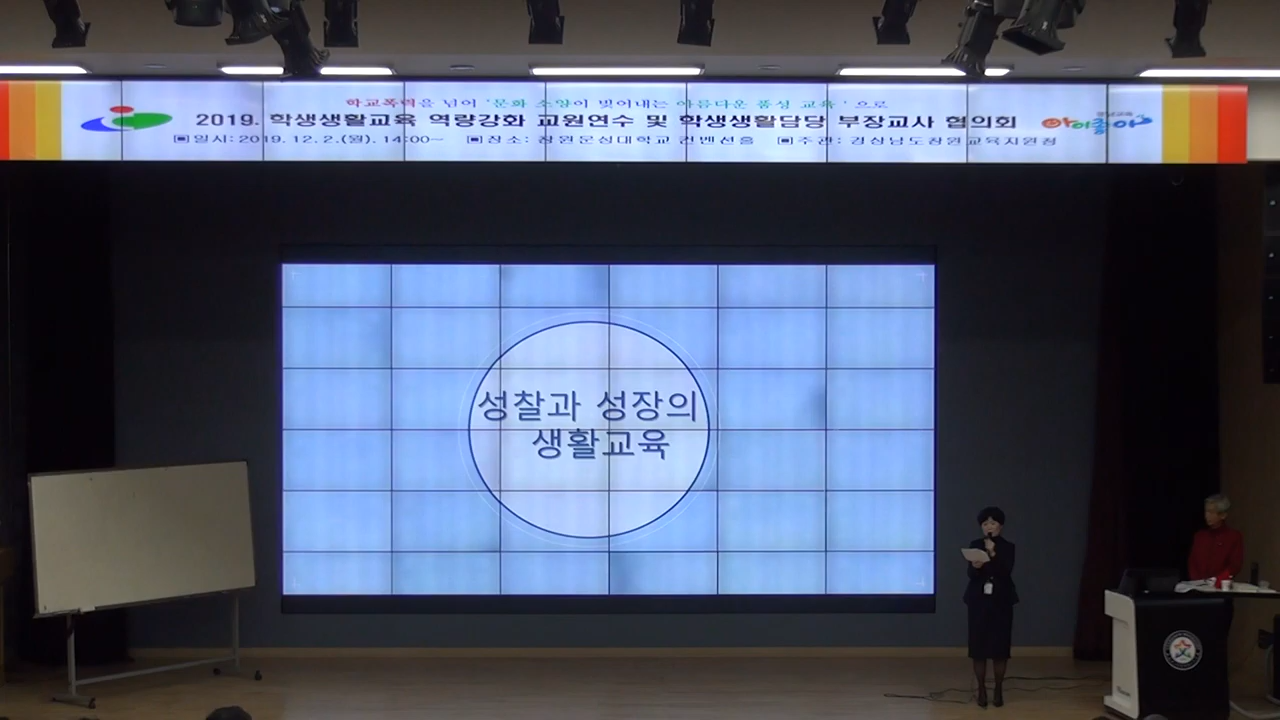 학교폭력을 넘어 '문화 소양이 빚어내는 아름다운 품성 교육' 으로
2019. 학생생활교육 역량강화 교원연수 및 학생생활담당 부장교사 협의회
아이좋아
▣일시: 2019. 12. 2.(월). 14:00~ ▣장소: 창원문성대학교 컨벤션홀 ▣주관: 경상남도창원교육지원청
성찰과 성장의
생활교육